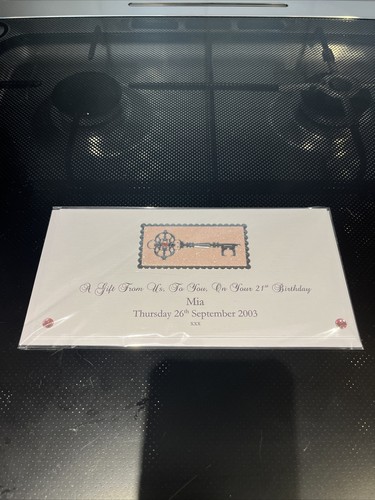 A Gift From Us, To You, On Your 21st Birthday
Mia
Thursday 26th September 2003
xxx